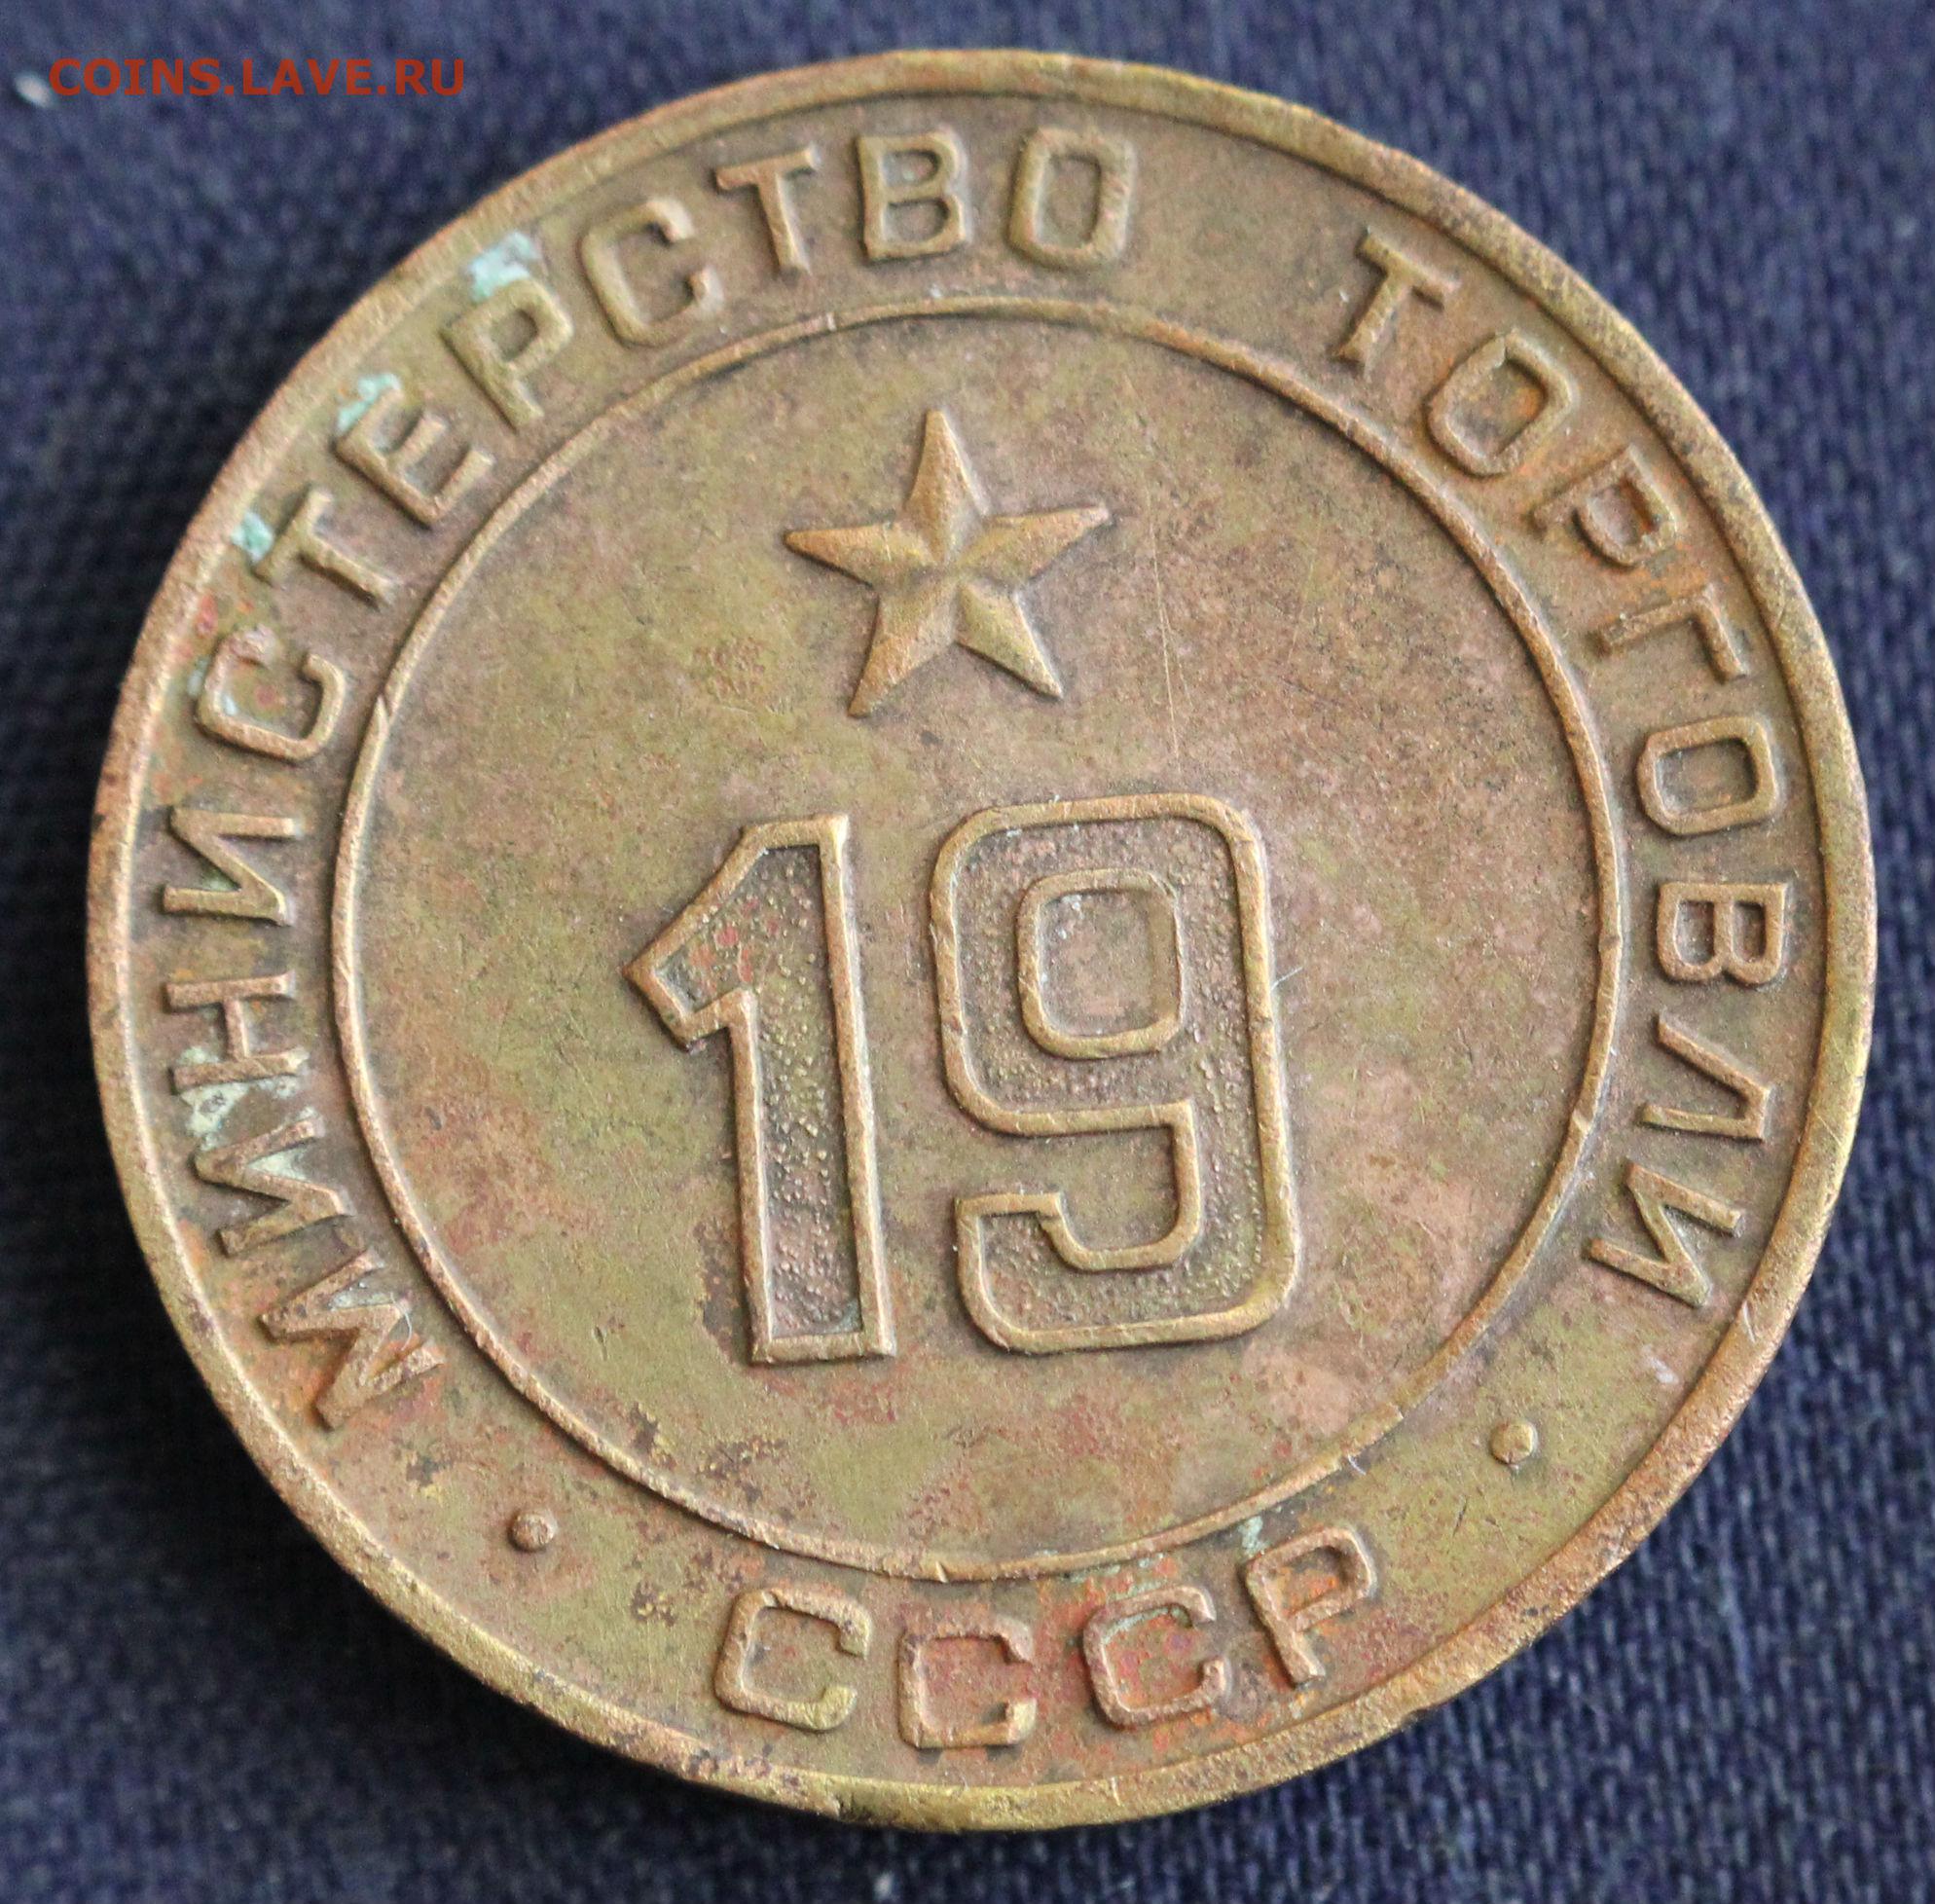 COINS.LAVE.RU
МИНИСТЕРСТВО ТОРГОВЛИ
19
• СССР •